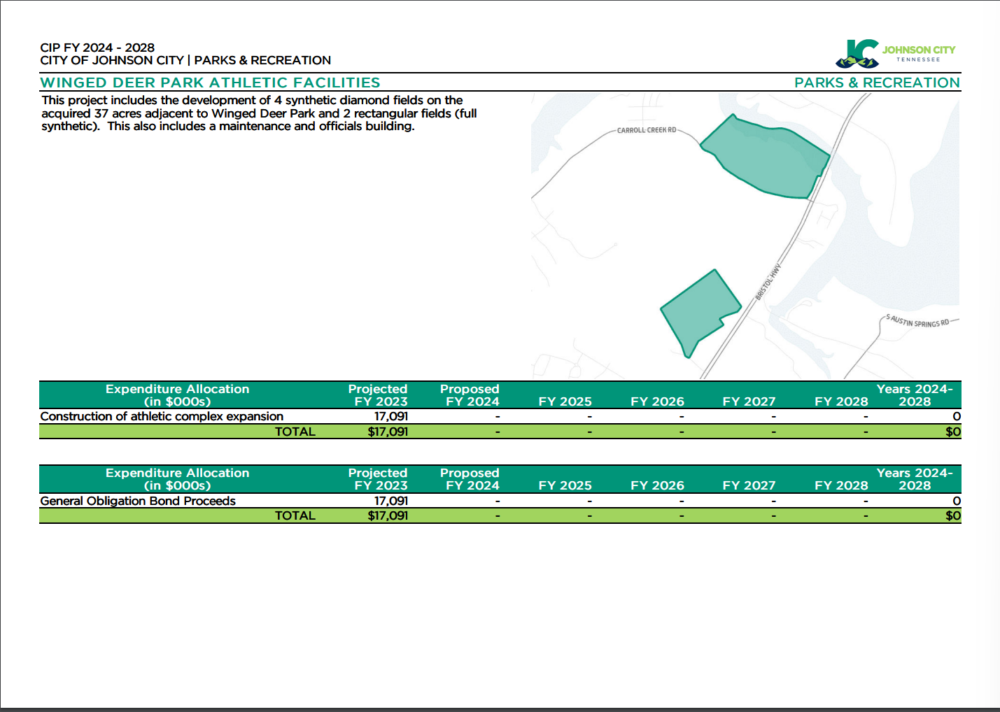 CIP FY 2024 - 2028
CITY OF JOHNSON CITY | PARKS & RECREATION
JC JOHNSON CITY
TENNESSEE
WINGED DEER PARK ATHLETIC FACILITIES PARKS & RECREATION
This project includes the development of 4 synthetic diamond fields on the
acquired 37 acres adjacent to Winged Deer Park and 2 rectangular fields (full
synthetic).  This also includes a maintenance and officials building.
CARROLL CREEK RD
BRISTOL HWY
S AUSTIN SPRINGS RD
Expenditure Allocation Projected Proposed Years 2024-
(in $000s) FY 2023 FY 2024 FY 2025 FY 2026 FY 2027 FY 2028 2028
Construction of athletic complex expansion 17,091 - - - - - 0
TOTAL $17,091 - - - - - $0
Expenditure Allocation Projected Proposed Years 2024-
(in $000s) FY 2023 FY 2024 FY 2025 FY 2026 FY 2027 FY 2028 2028
General Obligation Bond Proceeds 17,091 - - - - - 0
TOTAL $17,091 - - - - - $0